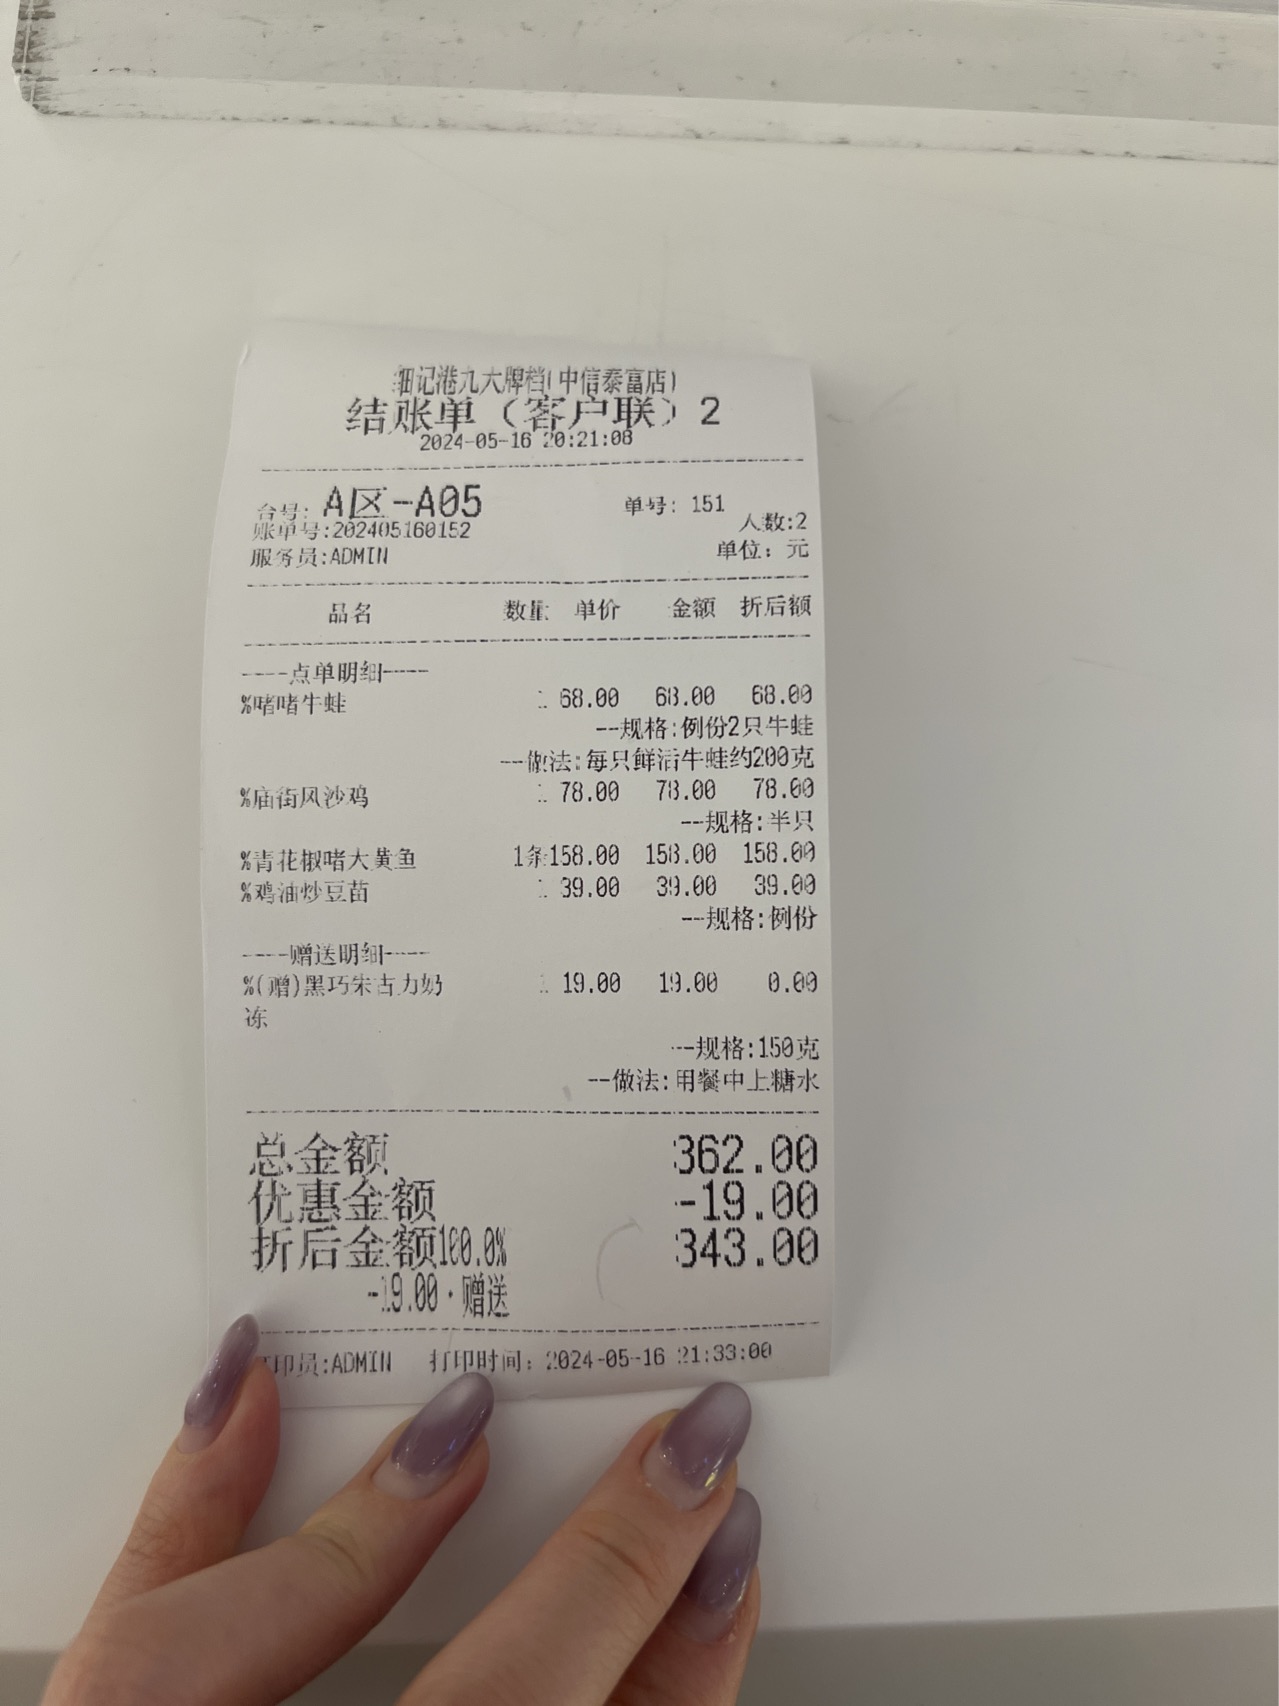 细记港九大牌档(中信泰富店)
结账单（客户联）2
2024-05-16 20:21:08
台号: A区-A05 单号: 151
账单号:202405160152 人数:2
服务员:ADMIN 单位: 元
品名 数量 单价 金额 折后额
----点单明细----
%啫啫牛蛙 1 68.00 68.00 68.00
--规格:例份2只牛蛙
--做法:每只鲜活牛蛙约200克
%庙街风沙鸡 1 78.00 78.00 78.00
--规格:半只
%青花椒啫大黄鱼 1条158.00 158.00 158.00
%鸡油炒豆苗 1 39.00 39.00 39.00
--规格:例份
----赠送明细----
%(赠)黑巧朱古力奶 1 19.00 19.00 0.00
冻
--规格:150克
--做法:用餐中上糖水
总金额 362.00
优惠金额 -19.00
折后金额100.0% 343.00
-19.00·赠送
打印员:ADMIN 打印时间: 2024-05-16 21:33:00